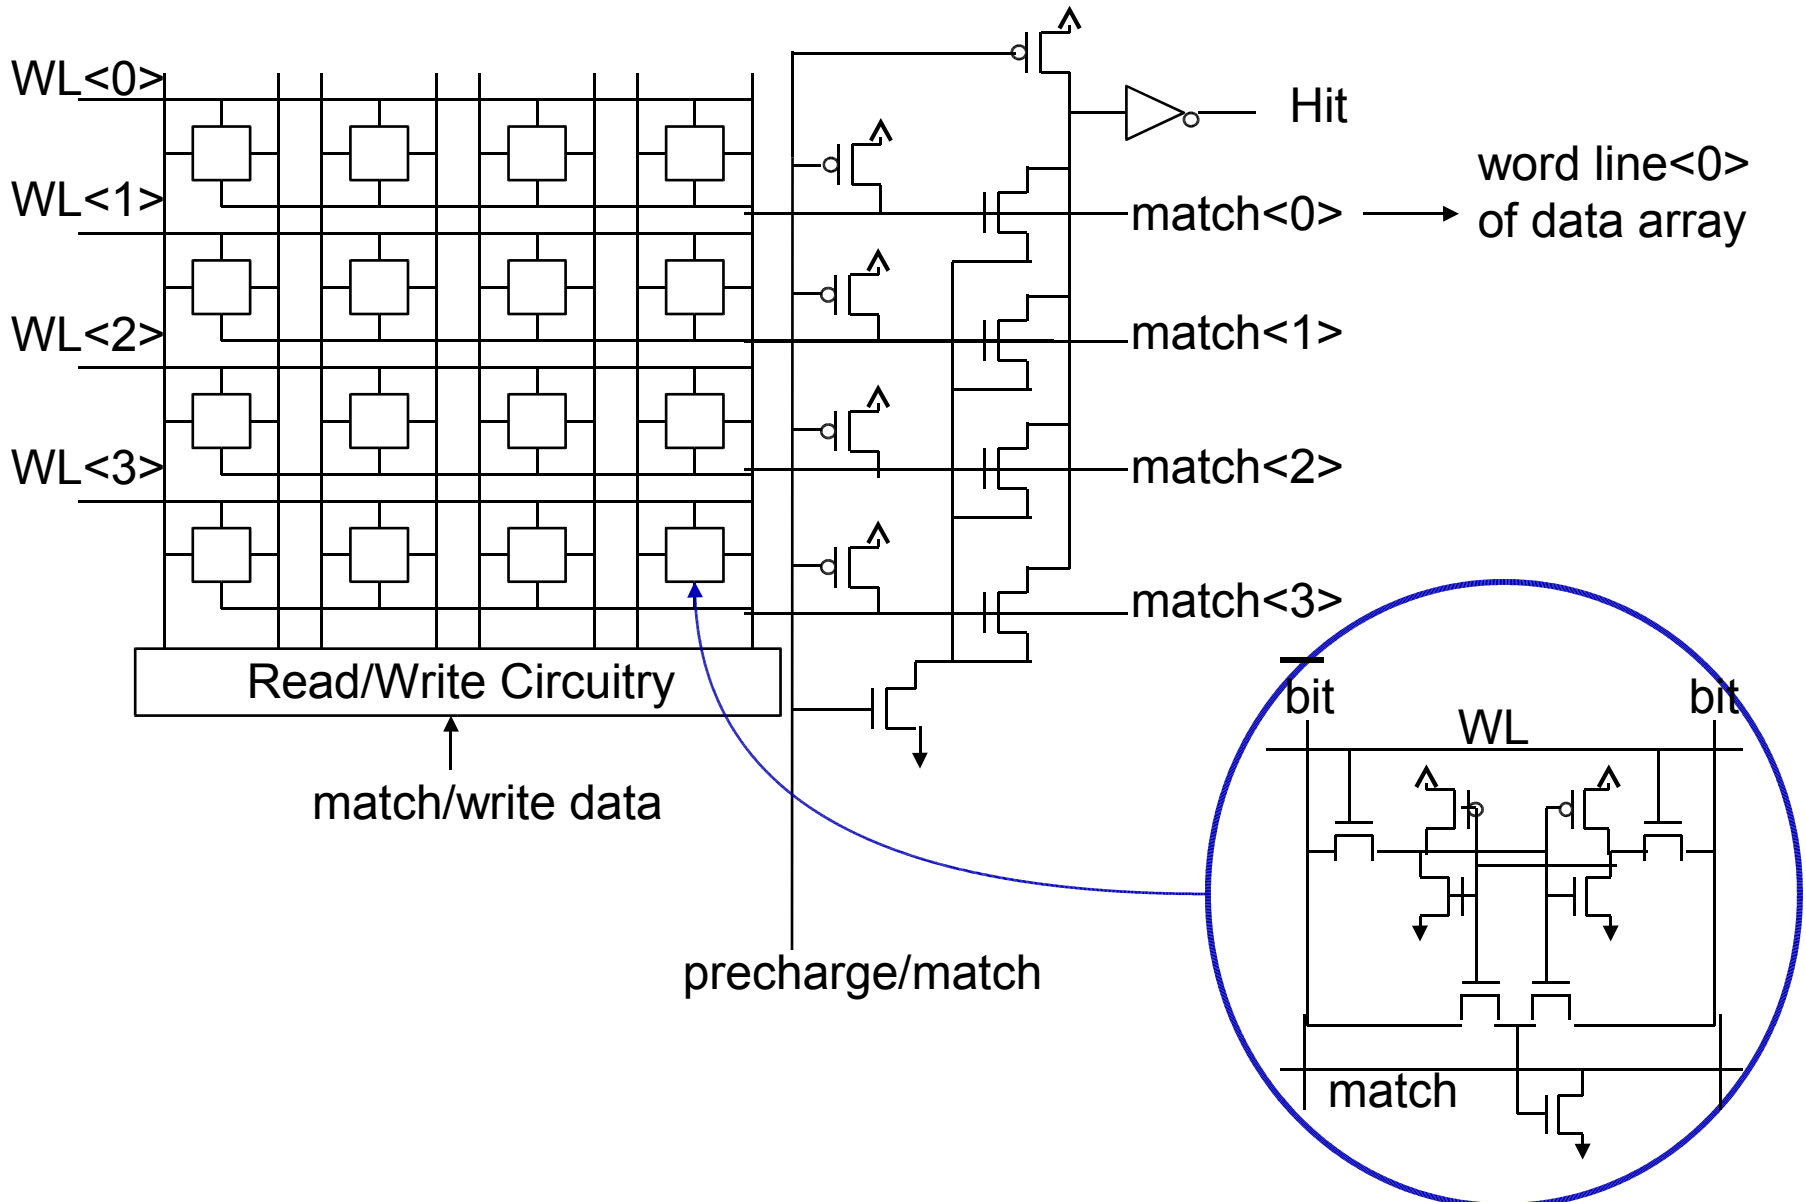 WL<0>
Hit
word line<0>
of data array
WL<1>
match<0>
WL<2>
match<1>
WL<3>
match<2>
match<3>
Read/Write Circuitry
match/write data
precharge/match
bit
bit
WL
match